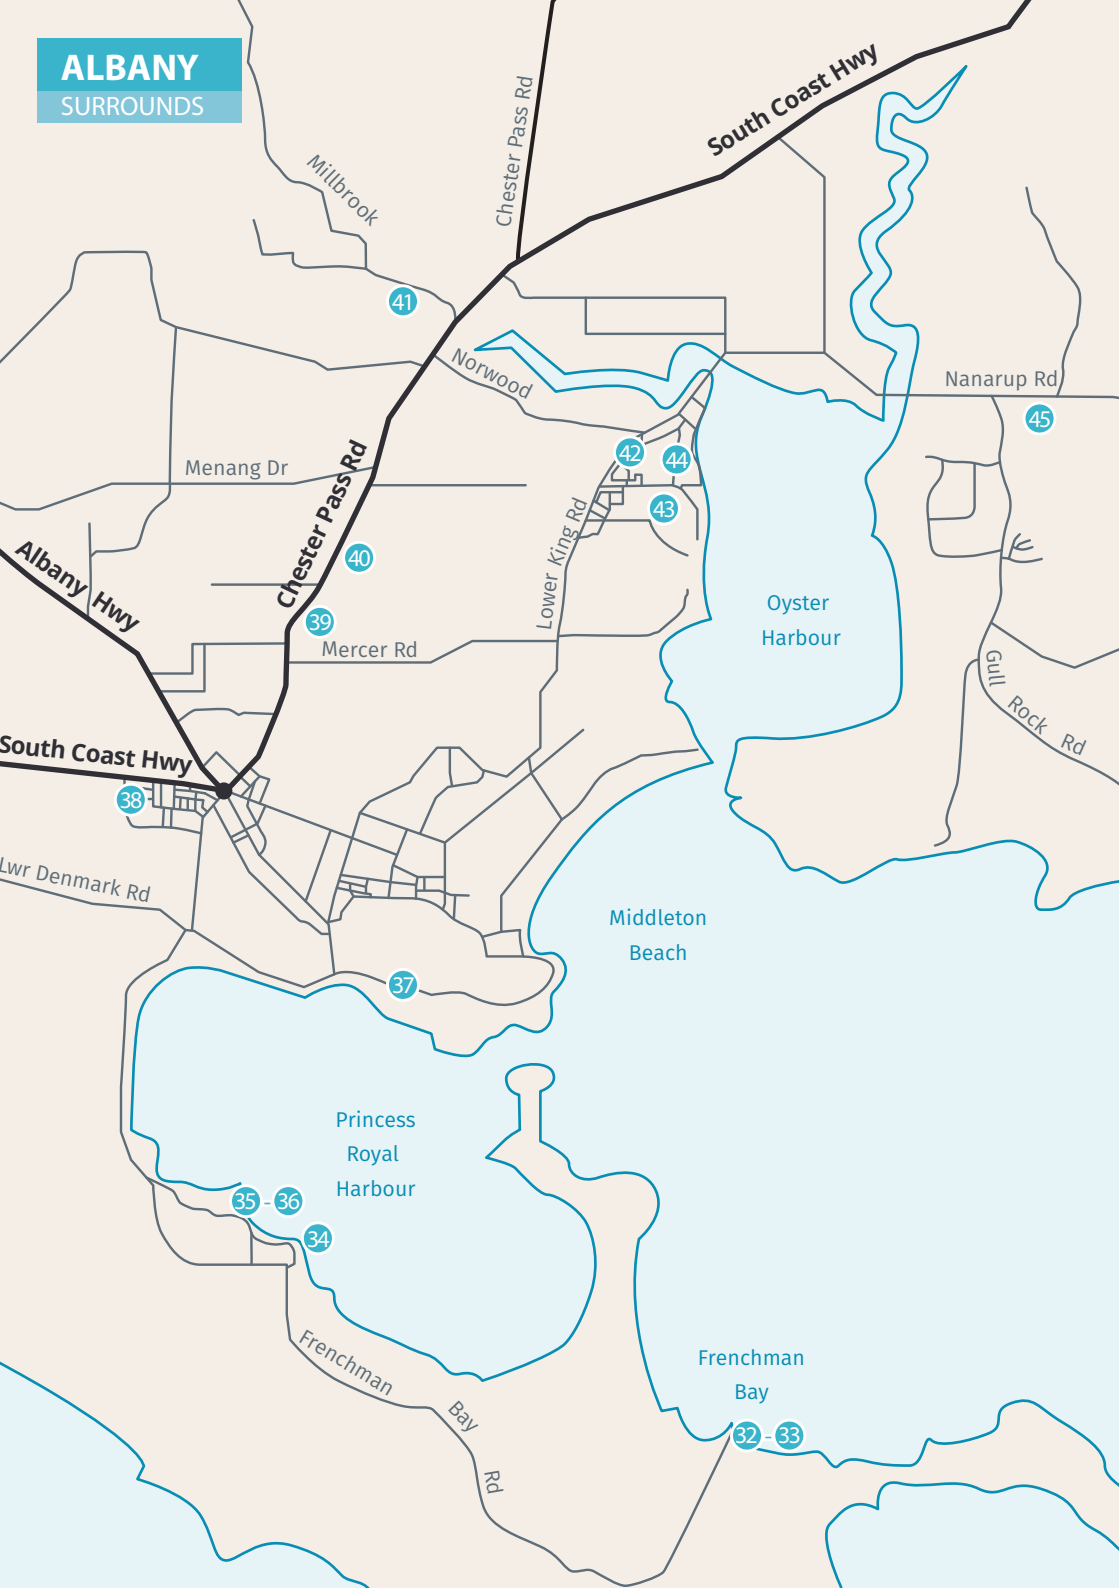 ALBANY
SURROUNDS
Chester Pass Rd
South Coast Hwy
Millbrook
41
Norwood
Nanarup Rd
45
42
44
43
Menang Dr
Chester Pass Rd
Lower King Rd
40
Albany Hwy
39
Mercer Rd
Oyster
Harbour
Gull Rock Rd
South Coast Hwy
38
Lwr Denmark Rd
Middleton
Beach
37
Princess
Royal
Harbour
35 - 36
34
Frenchman Bay Rd
Frenchman
Bay
32 - 33